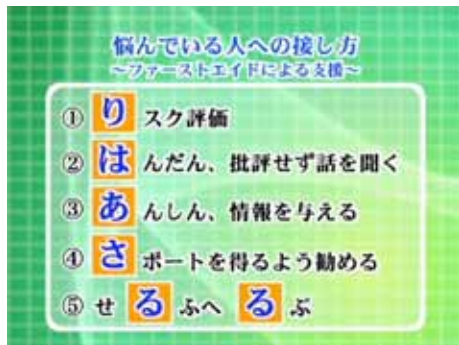 悩んでいる人への接し方
～ファーストエイドによる支援～
① りスク評価
② はんだん、批評せず話を聞く
③ あんしん、情報を与える
④ さポートを得るよう勧める
⑤ せるふへるぷ